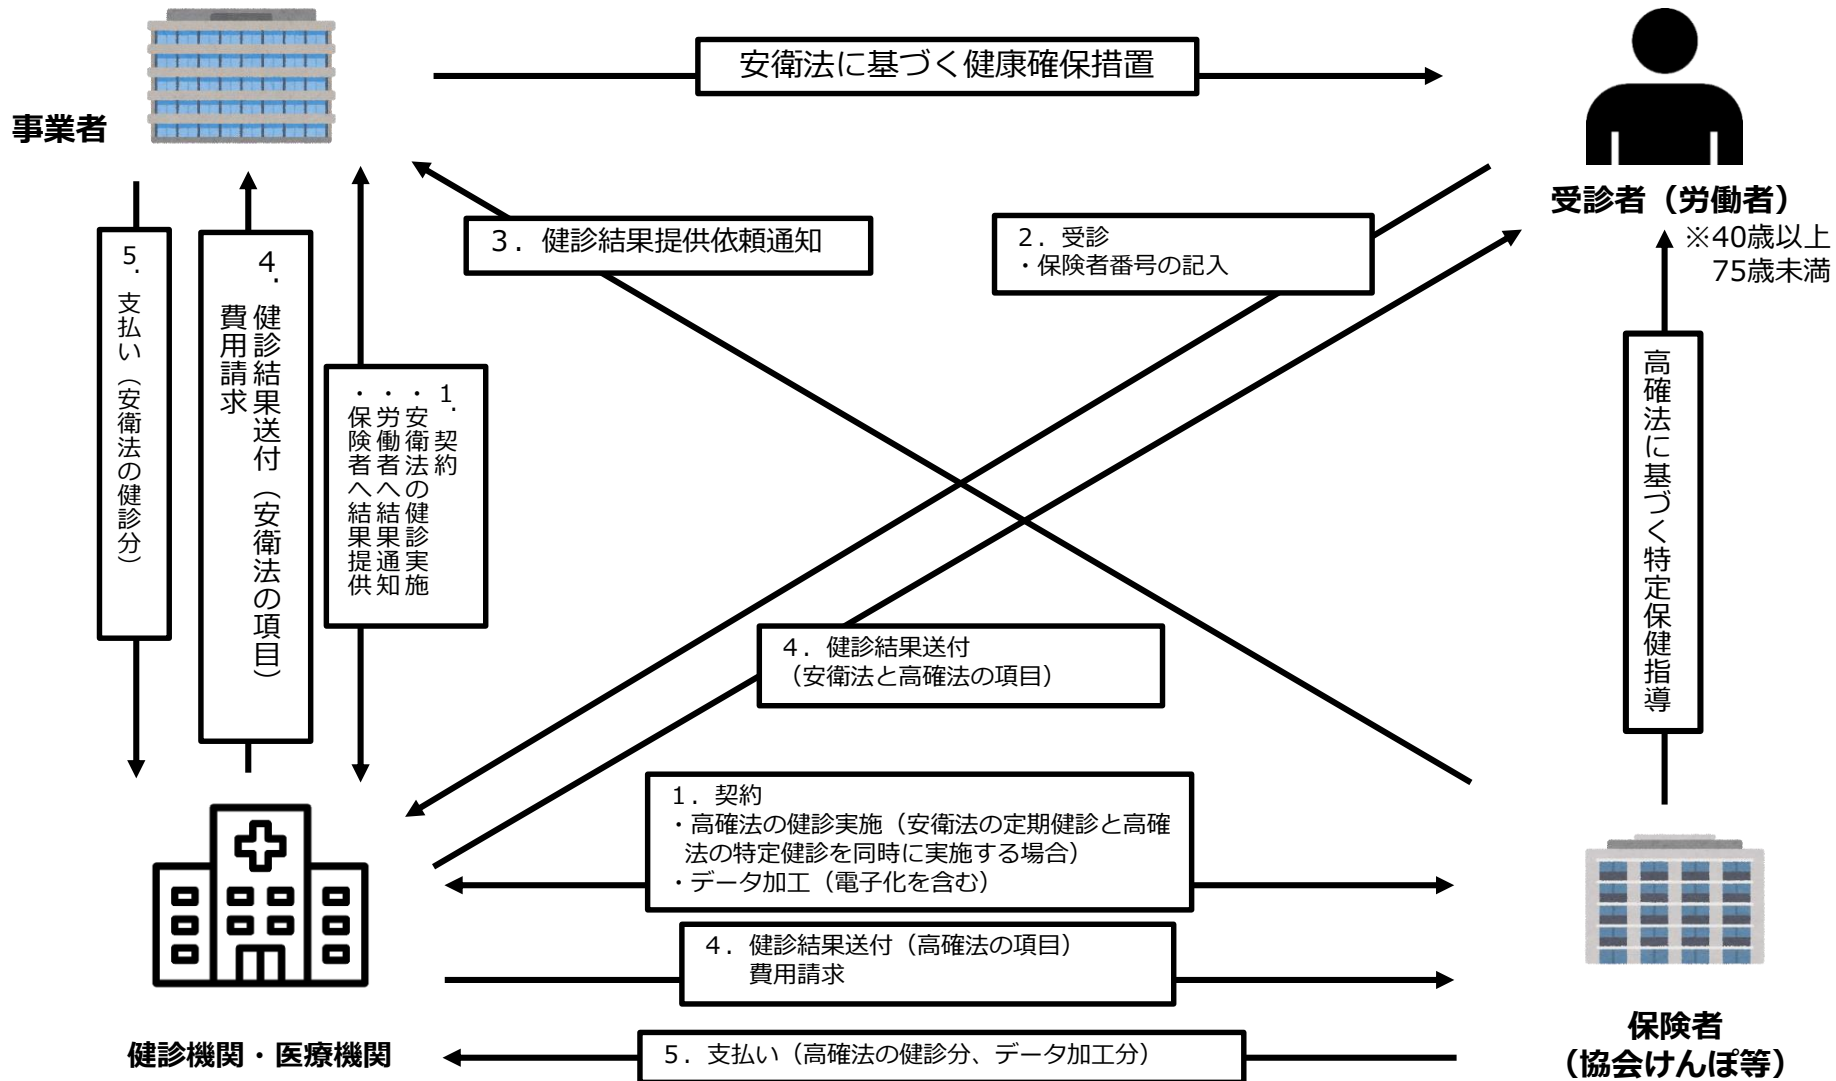 安衛法に基づく健康確保措置
事業者
受診者（労働者）
※40歳以上
75歳未満
3．健診結果提供依頼通知
2．受診
・保険者番号の記入
5．支払い（安衛法の健診分）
4．健診結果送付（安衛法の項目）
費用請求
1．契約
・安衛法の健診実施
・労働者へ結果通知
・保険者へ結果提供
高確法に基づく特定保健指導
4．健診結果送付
（安衛法と高確法の項目）
1．契約
・高確法の健診実施（安衛法の定期健診と高確
法の特定健診を同時に実施する場合）
・データ加工（電子化を含む）
4．健診結果送付（高確法の項目）
費用請求
健診機関・医療機関
5．支払い（高確法の健診分、データ加工分）
保険者
（協会けんぽ等）